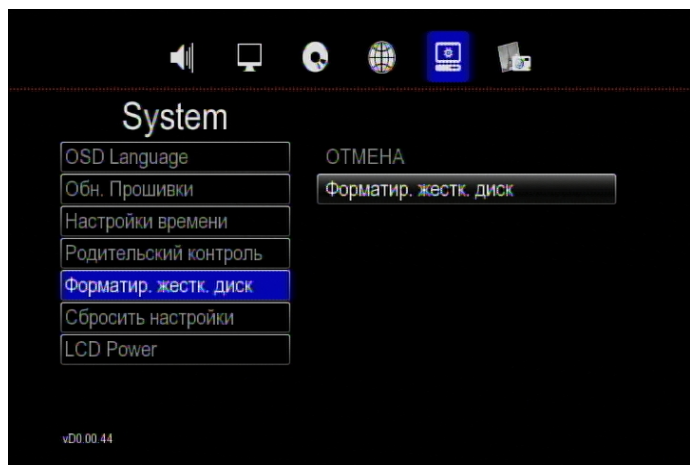 System
OSD Language
Обн. Прошивки
Настройки времени
Родительский контроль
Форматир. жестк. диск
Сбросить настройки
LCD Power
ОТМЕНА
Форматир. жестк. диск
vD0.00.44